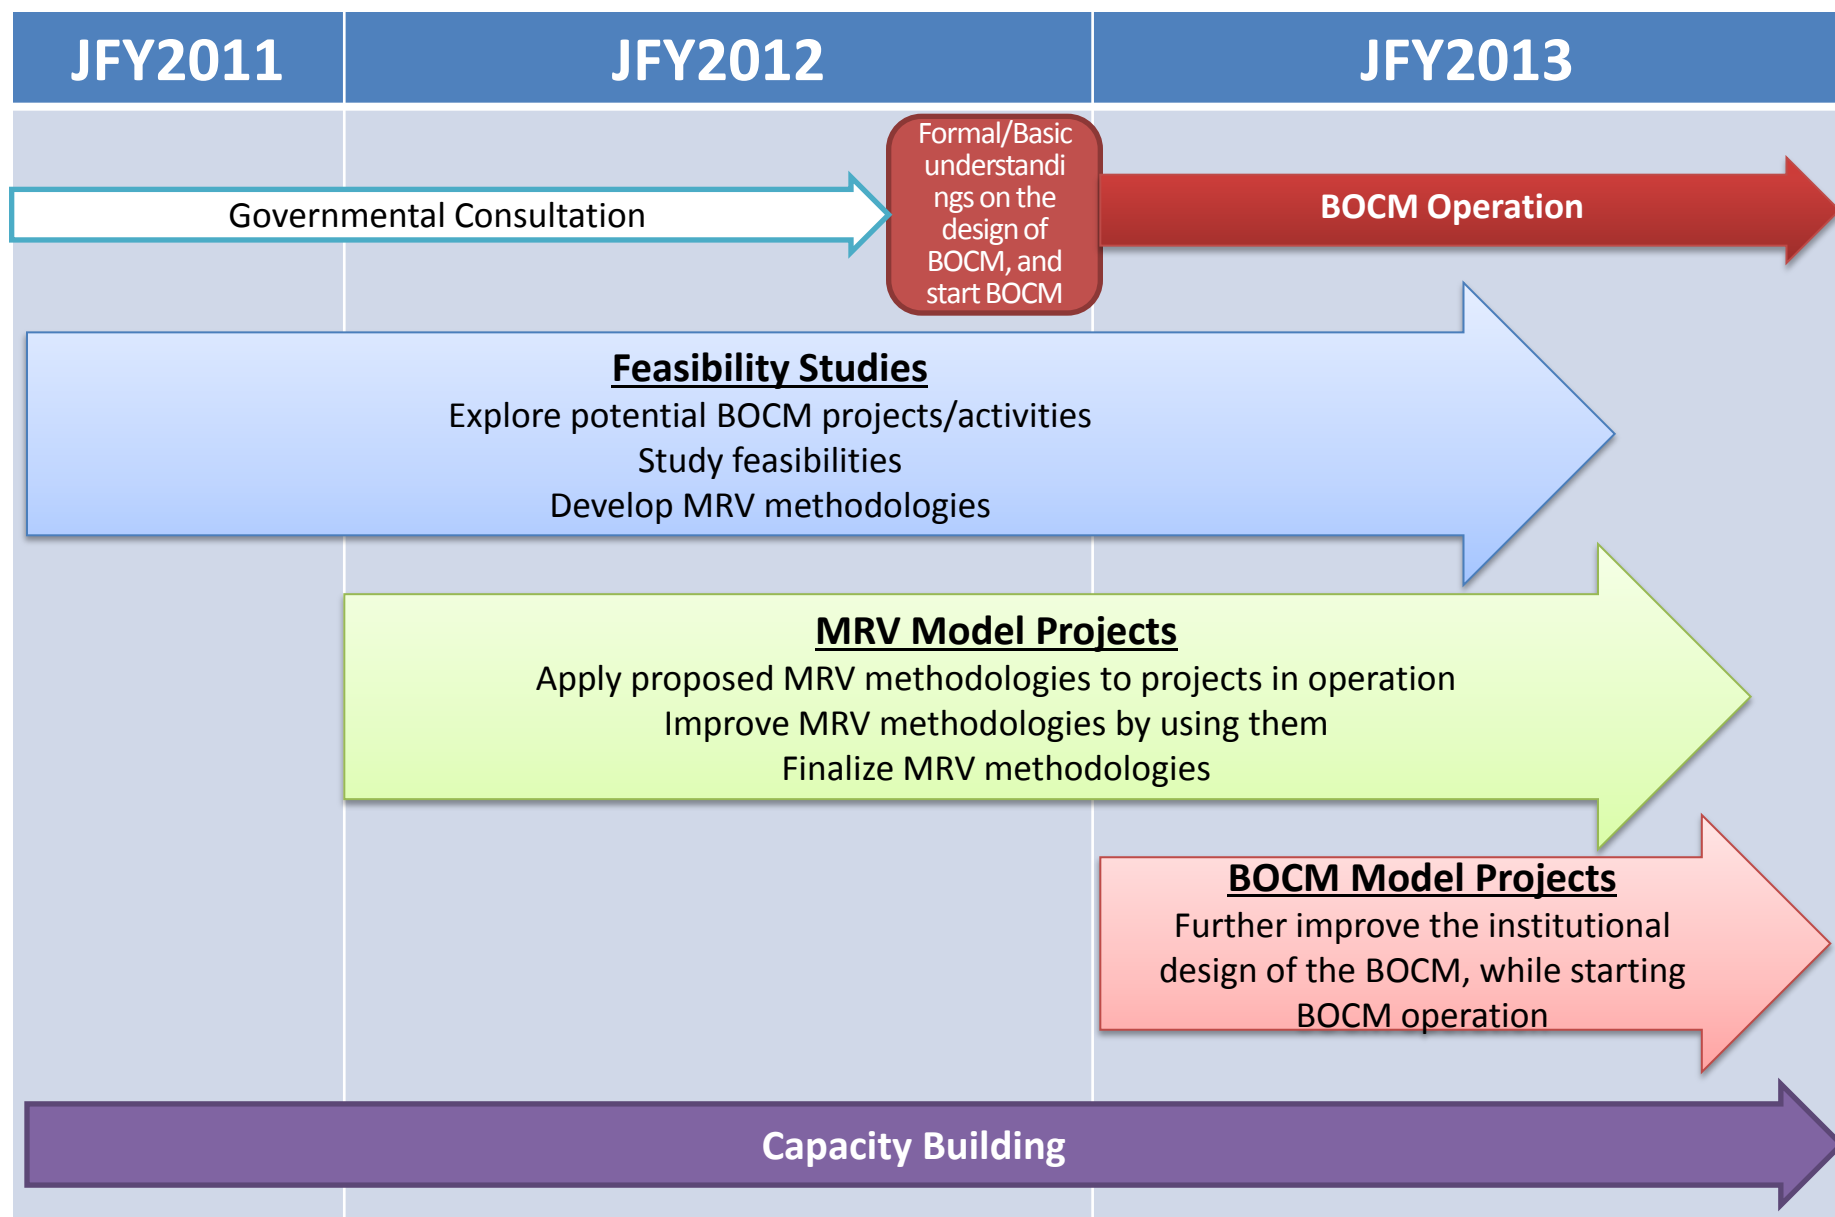 JFY2011
JFY2012
JFY2013
Formal/Basic
understandi
ngs on the
design of
BOCM, and
start BOCM
Governmental Consultation
BOCM Operation
Feasibility Studies
Explore potential BOCM projects/activities
Study feasibilities
Develop MRV methodologies
MRV Model Projects
Apply proposed MRV methodologies to projects in operation
Improve MRV methodologies by using them
Finalize MRV methodologies
BOCM Model Projects
Further improve the institutional
design of the BOCM, while starting
BOCM operation
Capacity Building